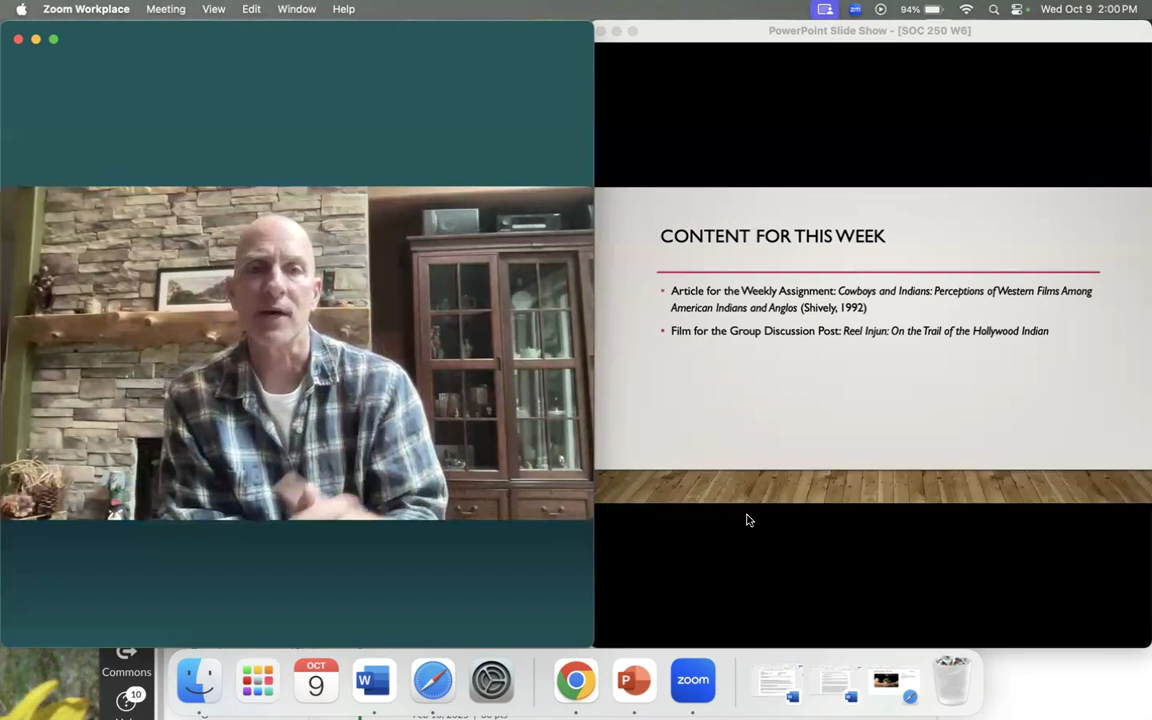 Zoom Workplace Meeting View Edit Window Help
zm 94% Wed Oct 9 2:00 PM
PowerPoint Slide Show - [SOC 250 W6]
CONTENT FOR THIS WEEK
• Article for the Weekly Assignment: Cowboys and Indians: Perceptions of Western Films Among
American Indians and Anglos (Shively, 1992)
• Film for the Group Discussion Post: Reel Injun: On the Trail of the Hollywood Indian
Commons
10
OCT
9
W
P
zoom